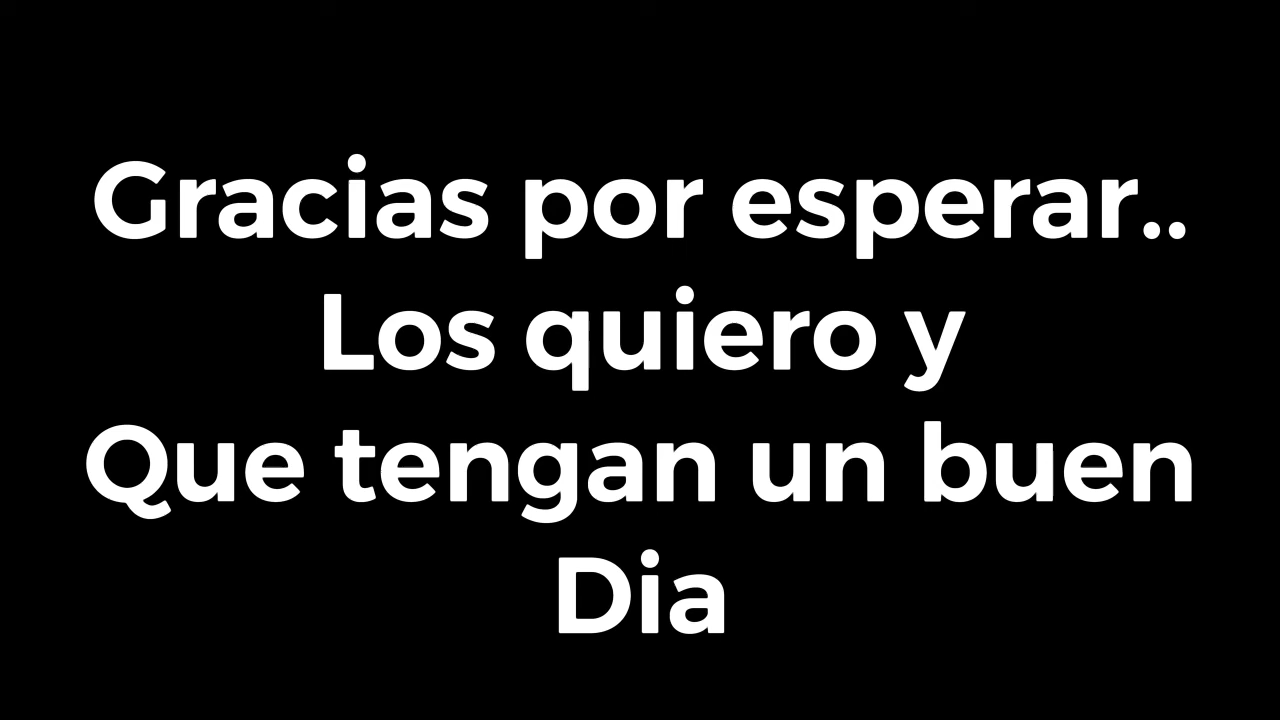 Gracias por esperar..
Los quiero y
Que tengan un buen
Dia